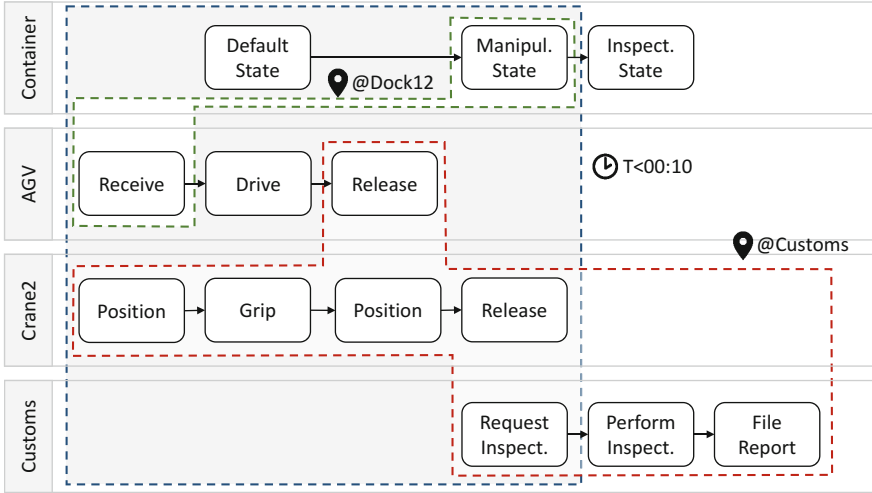 Container
Default
State
Manipul.
State
Inspect.
State
@Dock12
AGV
Receive
Drive
Release
T<00:10
@Customs
Crane2
Position
Grip
Position
Release
Customs
Request
Inspect.
Perform
Inspect.
File
Report